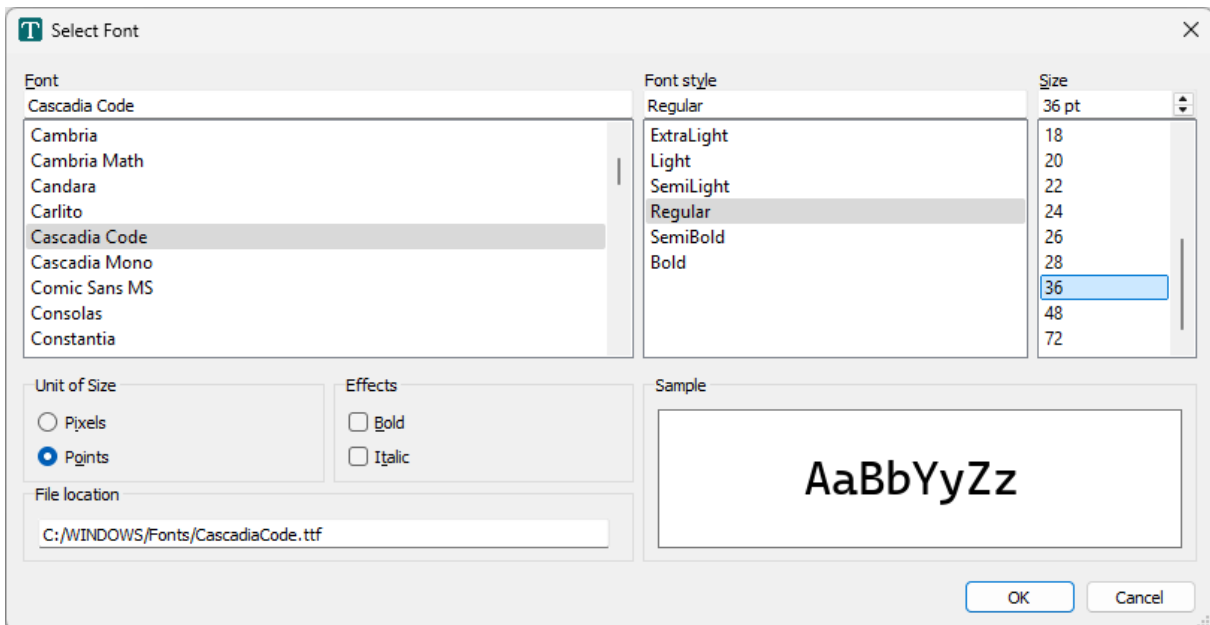 T Select Font
Font
Cascadia Code
Cambria
Cambria Math
Candara
Carlito
Cascadia Code
Cascadia Mono
Comic Sans MS
Consolas
Constantia
Font style
Regular
ExtraLight
Light
SemiLight
Regular
SemiBold
Bold
Size
36 pt
18
20
22
24
26
28
36
48
72
Unit of Size
Pixels
Points
Effects
Bold
Italic
File location
C:/WINDOWS/Fonts/CascadiaCode.ttf
Sample
AaBbYyZz
OK
Cancel